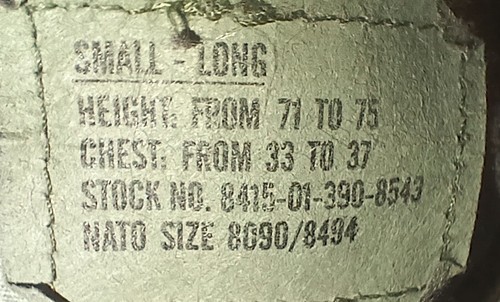 SMALL - LONG
HEIGHT: FROM 71 TO 75
CHEST: FROM 33 TO 37
STOCK NO. 8415-01-390-8543
NATO SIZE 8090/8494